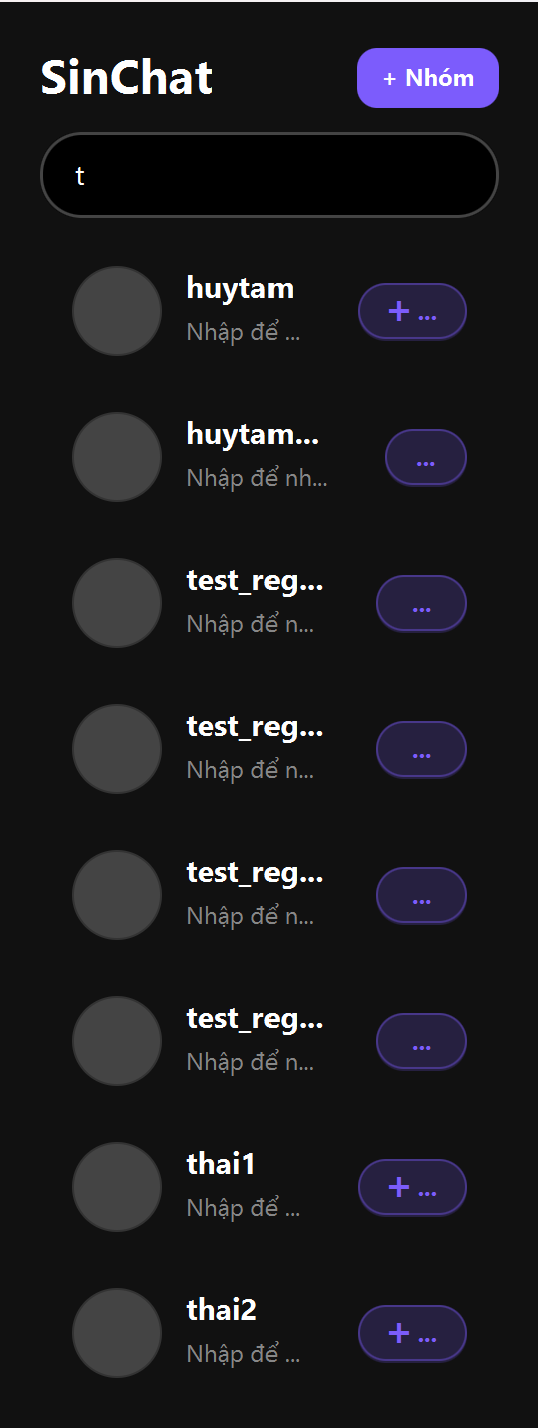 SinChat
+ Nhóm
t
huytam
Nhập để ...
+ ...
huytam...
Nhập để nh...
...
test_reg...
Nhập để n...
...
test_reg...
Nhập để n...
...
test_reg...
Nhập để n...
...
test_reg...
Nhập để n...
...
thai1
Nhập để ...
+ ...
thai2
Nhập để ...
+ ...